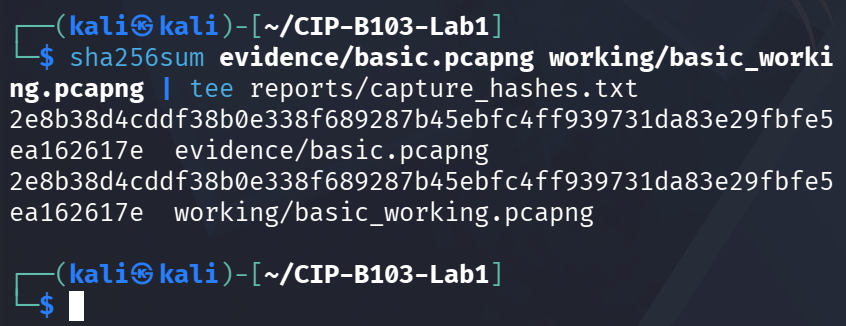 ┌──(kali㉿kali)-[~/CIP-B103-Lab1]
└─$ sha256sum evidence/basic.pcapng working/basic_worki
ng.pcapng | tee reports/capture_hashes.txt
2e8b38d4cddf38b0e338f689287b45ebfc4ff939731da83e29fbfe5
ea162617e  evidence/basic.pcapng
2e8b38d4cddf38b0e338f689287b45ebfc4ff939731da83e29fbfe5
ea162617e  working/basic_working.pcapng
┌──(kali㉿kali)-[~/CIP-B103-Lab1]
└─$